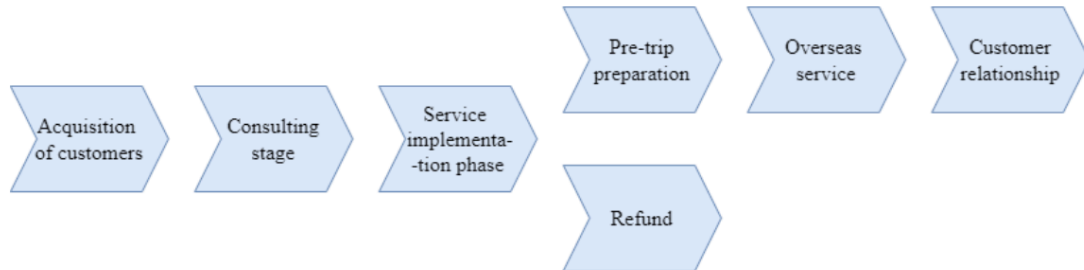 Acquisition
of customers
Consulting
stage
Service
implementa-
-tion phase
Pre-trip
preparation
Overseas
service
Customer
relationship
Refund